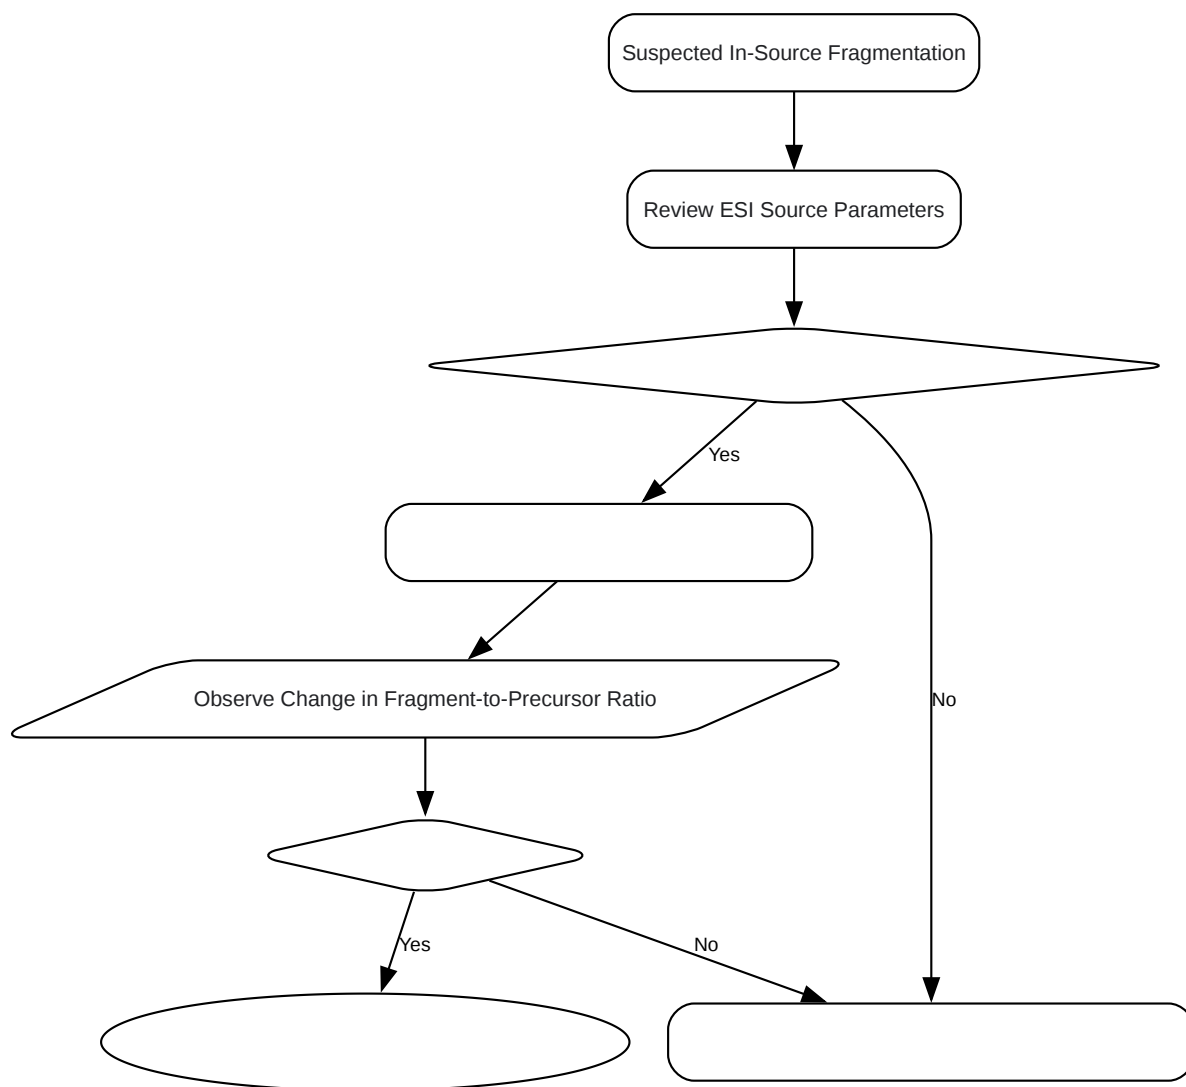 Suspected In-Source Fragmentation
Review ESI Source Parameters
Yes
Observe Change in Fragment-to-Precursor Ratio
No
Yes
No